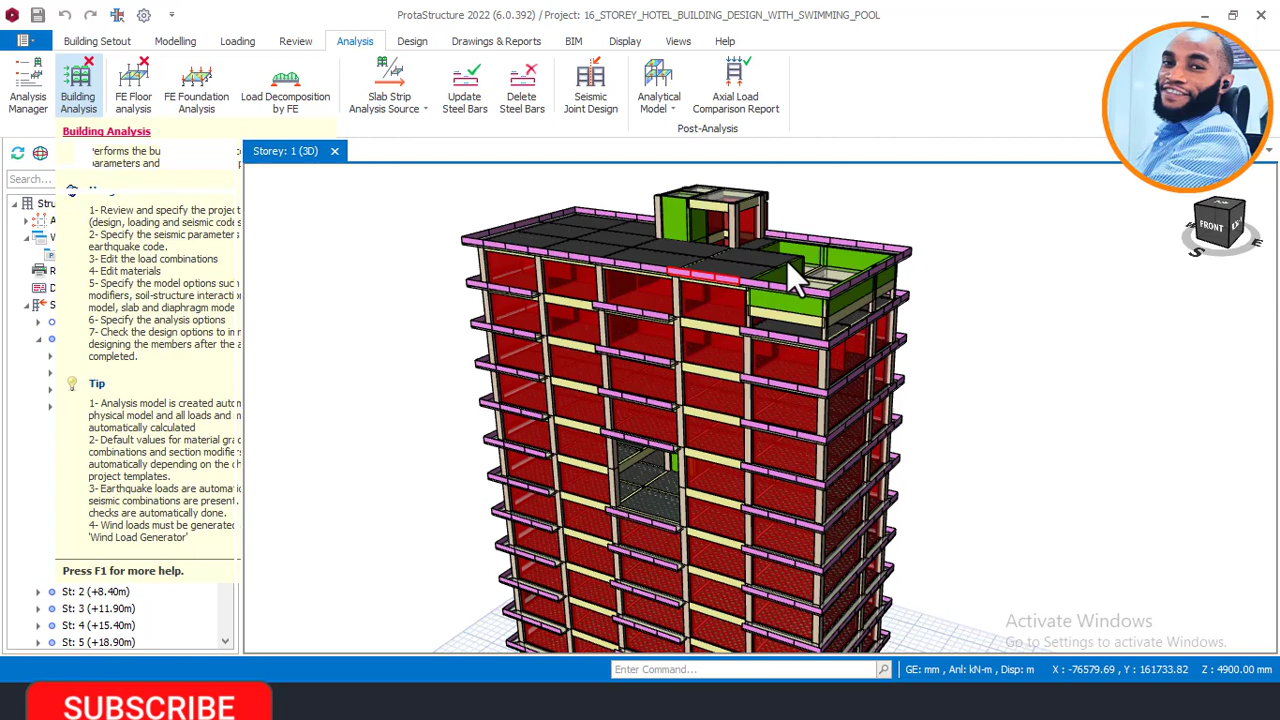 ProtaStructure 2022 (6.0.392) / Project: 16_STOREY_HOTEL_BUILDING_DESIGN_WITH_SWIMMING_POOL
Building Setout Modelling Loading Review Analysis Design Drawings & Reports BIM Display Views Help
Analysis Manager
Building Analysis
FE Floor analysis
FE Foundation Analysis
Load Decomposition by FE
Slab Strip Analysis Source
Update Steel Bars
Delete Steel Bars
Seismic Joint Design
Analytical Model
Axial Load Comparison Report
Post-Analysis
Building Analysis
Performs the bu
parameters and
Storey: 1 (3D)
Search...
Stru
1- Review and specify the project
(design, loading and seismic code
2- Specify the seismic parameters
earthquake code.
3- Edit the load combinations
4- Edit materials
5- Specify the model options such
modifiers, soil-structure interacti
model, slab and diaphragm mode
6- Specify the analysis options
7- Check the design options to in
designing the members after the
completed.
Tip
1- Analysis model is created auto
physical model and all loads and
automatically calculated
2- Default values for material gra
combinations and section modifie
automatically depending on the c
project templates.
3- Earthquake loads are automat
seismic combinations are present
checks are automatically done.
4- Wind loads must be generated
'Wind Load Generator'
Press F1 for more help.
St: 2 (+8.40m)
St: 3 (+11.90m)
St: 4 (+15.40m)
St: 5 (+18.90m)
FRONT
E
S
Activate Windows
Go to Settings to activate Windows.
Enter Command...
GE: mm , Anl: kN-m , Disp: m
X : -76579.69 , Y : 161733.82
Z : 4900.00 mm
SUBSCRIBE